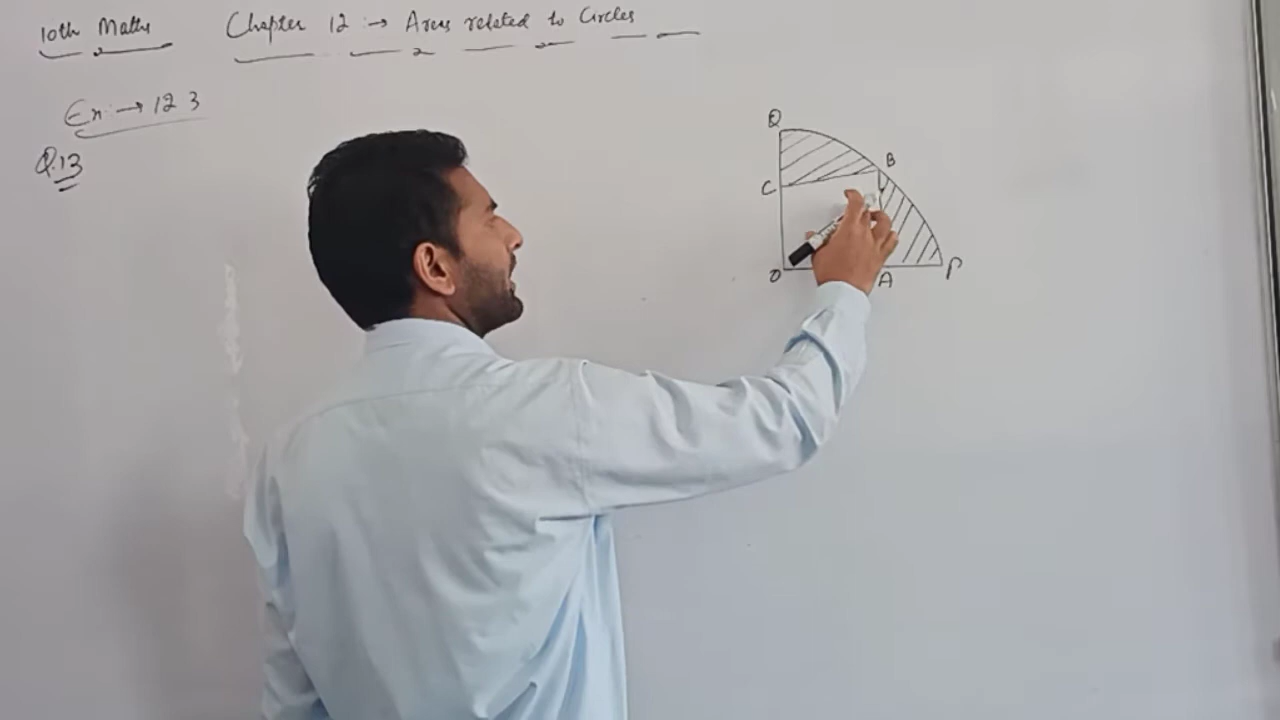 10th Maths Chapter 12 :→ Areas related to Circles
Ex: → 12.3
Q.13
Q
B
C
O
A
P